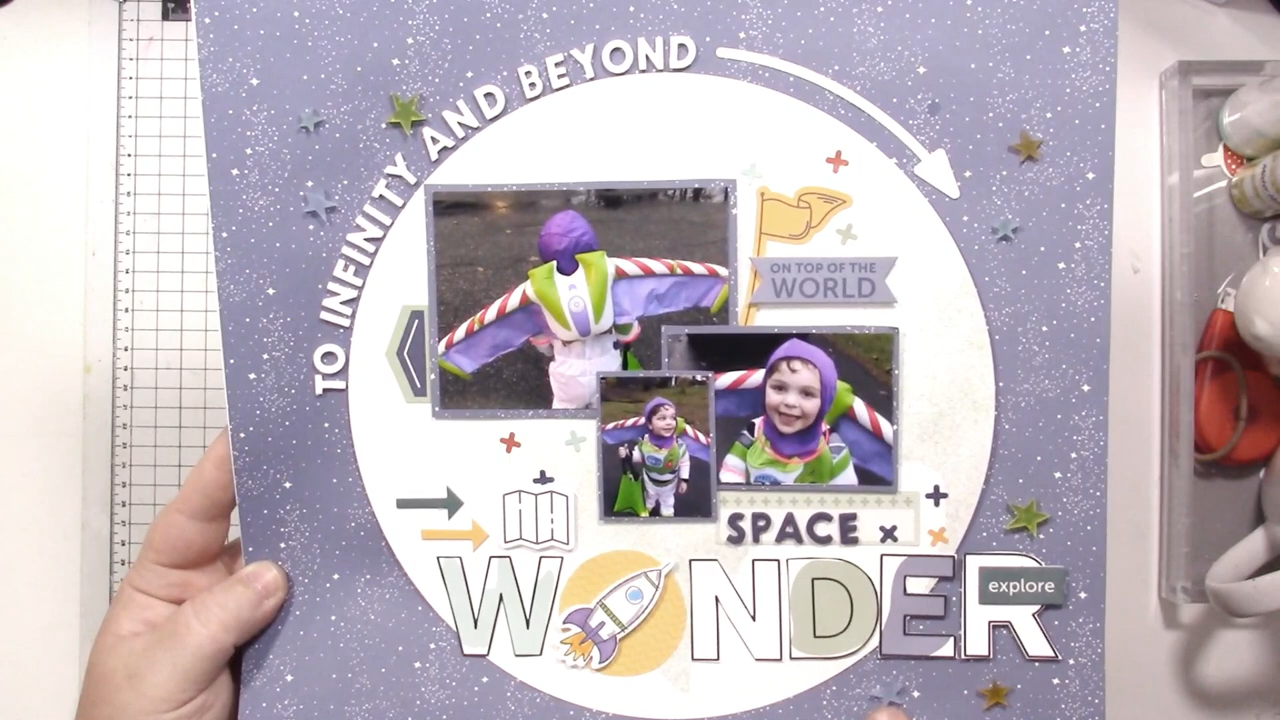 TO INFINITY AND BEYOND
ON TOP OF THE
WORLD
SPACE
WONDER
explore